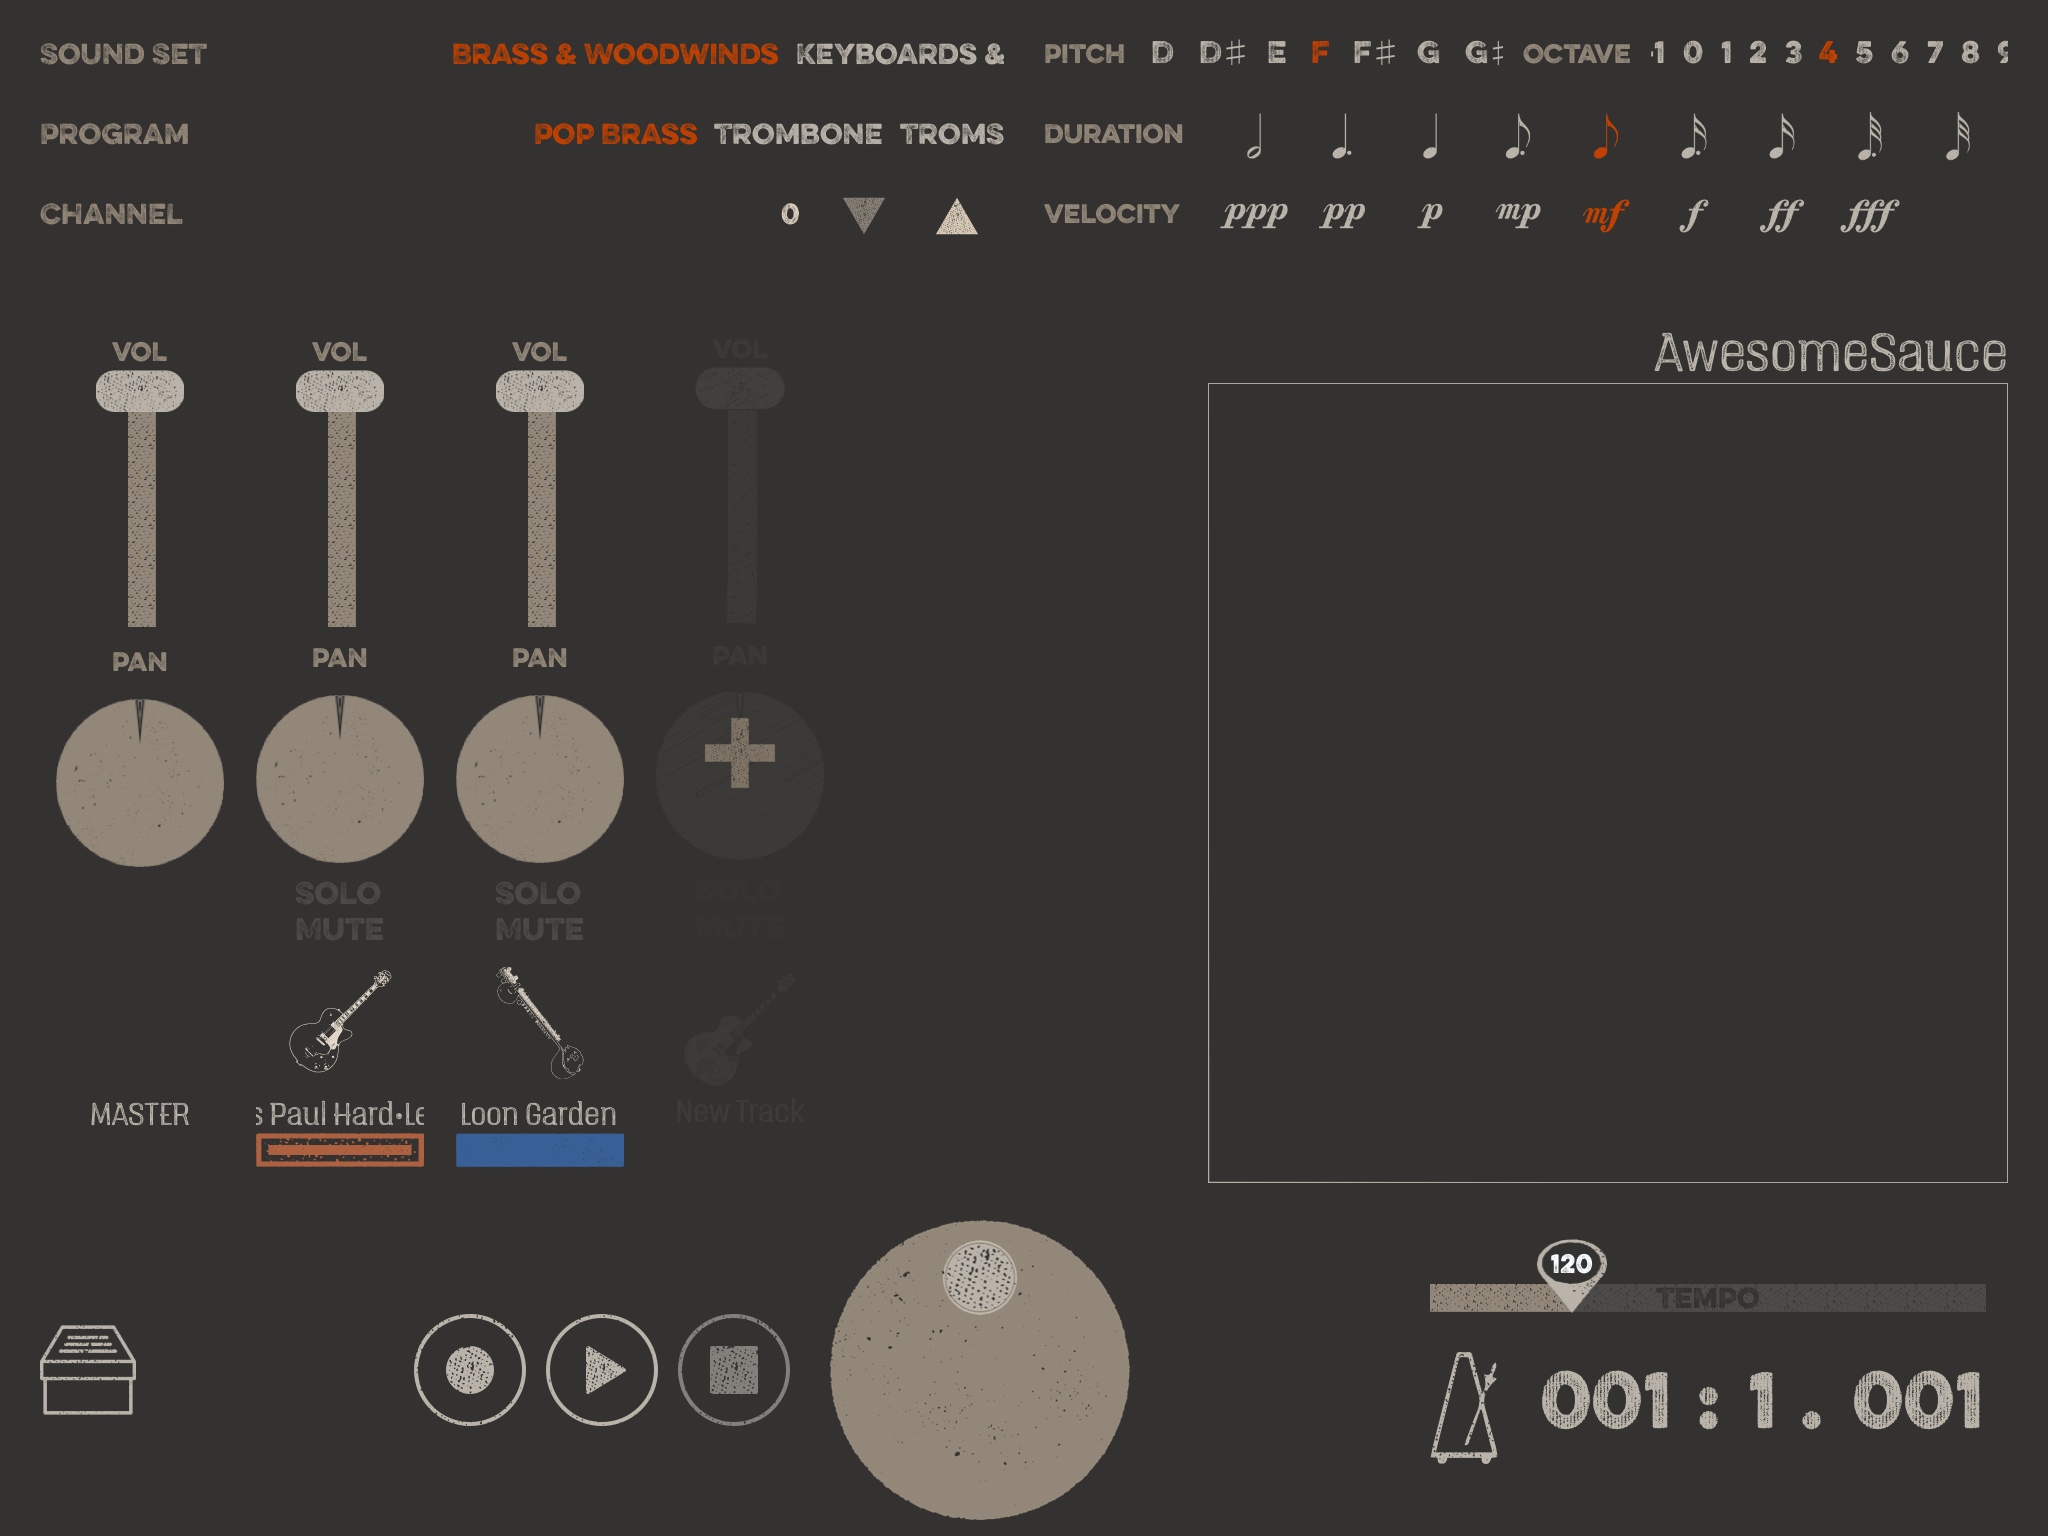 SOUND SET BRASS & WOODWINDS KEYBOARDS & PITCH D D♯ E F F♯ G G♯ OCTAVE -1 0 1 2 3 4 5 6 7 8 9
PROGRAM POP BRASS TROMBONE TROMS DURATION
CHANNEL 0 VELOCITY ppp pp p mp mf f ff fff
AwesomeSauce
VOL VOL VOL VOL
PAN PAN PAN PAN
SOLO SOLO SOLO
MUTE MUTE MUTE
MASTER s Paul Hard•Le Loon Garden New Track
120
TEMPO
001 : 1 . 001